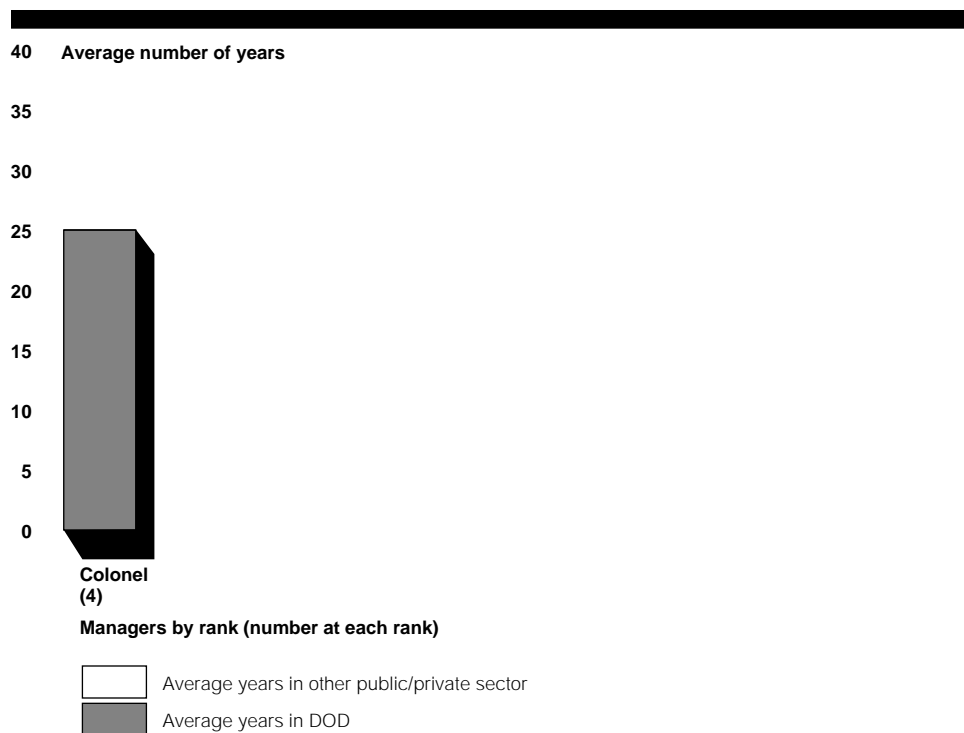 40 Average number of years
35
30
25
20
15
10
5
0
Colonel
(4)
Managers by rank (number at each rank)
Average years in other public/private sector
Average years in DOD